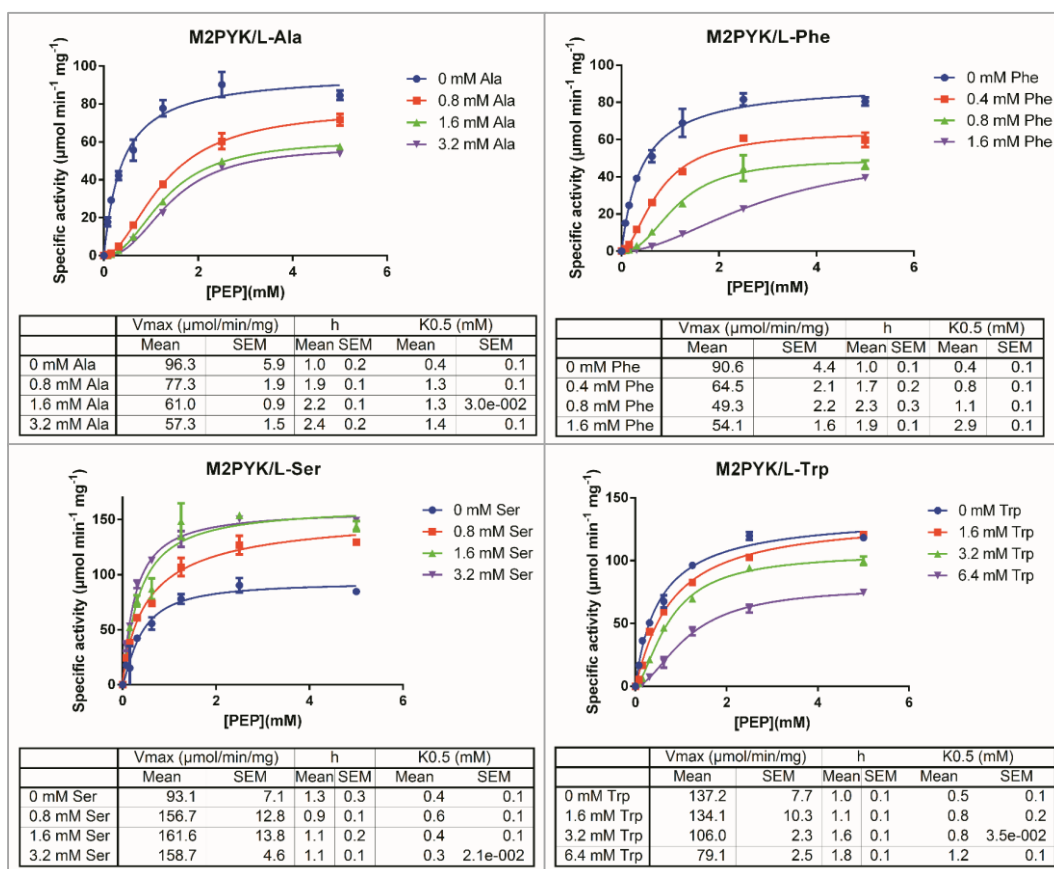 M2PYK/L-Ala
Specific activity (µmol min⁻¹ mg⁻¹)
100
80
60
40
20
0
0 2 4 6
[PEP](mM)
0 mM Ala
0.8 mM Ala
1.6 mM Ala
3.2 mM Ala
Vmax (µmol/min/mg) h K0.5 (mM)
Mean SEM Mean SEM Mean SEM
0 mM Ala 96.3 5.9 1.0 0.2 0.4 0.1
0.8 mM Ala 77.3 1.9 1.9 0.1 1.3 0.1
1.6 mM Ala 61.0 0.9 2.2 0.1 1.3 3.0e-002
3.2 mM Ala 57.3 1.5 2.4 0.2 1.4 0.1
M2PYK/L-Phe
Specific activity (µmol min⁻¹ mg⁻¹)
100
80
60
40
20
0
0 2 4 6
[PEP](mM)
0 mM Phe
0.4 mM Phe
0.8 mM Phe
1.6 mM Phe
Vmax (µmol/min/mg) h K0.5 (mM)
Mean SEM Mean SEM Mean SEM
0 mM Phe 90.6 4.4 1.0 0.1 0.4 0.1
0.4 mM Phe 64.5 2.1 1.7 0.2 0.8 0.1
0.8 mM Phe 49.3 2.2 2.3 0.3 1.1 0.1
1.6 mM Phe 54.1 1.6 1.9 0.1 2.9 0.1
M2PYK/L-Ser
Specific activity (µmol min⁻¹ mg⁻¹)
150
100
50
0
0 2 4 6
[PEP](mM)
0 mM Ser
0.8 mM Ser
1.6 mM Ser
3.2 mM Ser
Vmax (µmol/min/mg) h K0.5 (mM)
Mean SEM Mean SEM Mean SEM
0 mM Ser 93.1 7.1 1.3 0.3 0.4 0.1
0.8 mM Ser 156.7 12.8 0.9 0.1 0.6 0.1
1.6 mM Ser 161.6 13.8 1.1 0.2 0.4 0.1
3.2 mM Ser 158.7 4.6 1.1 0.1 0.3 2.1e-002
M2PYK/L-Trp
Specific activity (µmol min⁻¹ mg⁻¹)
150
100
50
0
0 2 4 6
[PEP](mM)
0 mM Trp
1.6 mM Trp
3.2 mM Trp
6.4 mM Trp
Vmax (µmol/min/mg) h K0.5 (mM)
Mean SEM Mean SEM Mean SEM
0 mM Trp 137.2 7.7 1.0 0.1 0.5 0.1
1.6 mM Trp 134.1 10.3 1.1 0.1 0.8 0.2
3.2 mM Trp 106.0 2.3 1.6 0.1 0.8 3.5e-002
6.4 mM Trp 79.1 2.5 1.8 0.1 1.2 0.1